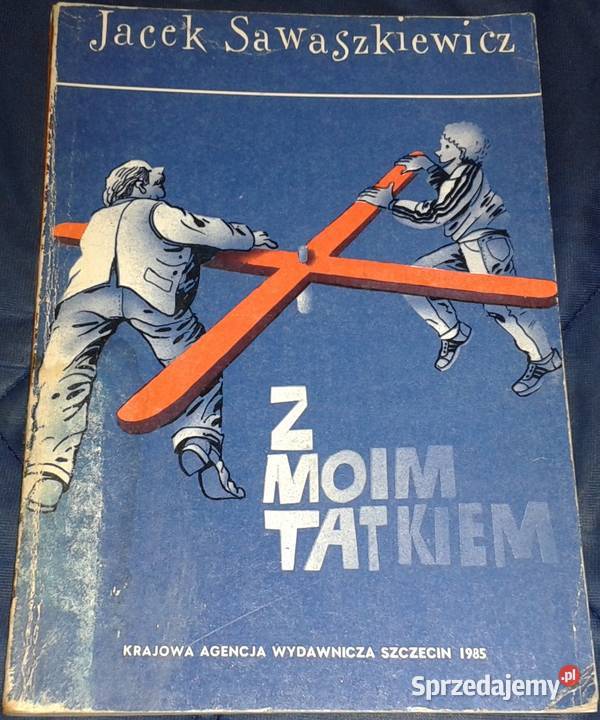 Jacek Sawaszkiewicz
Z
MOIM
TATKIEM
KRAJOWA AGENCJA WYDAWNICZA SZCZECIN 1985
Sprzedajemy.pl